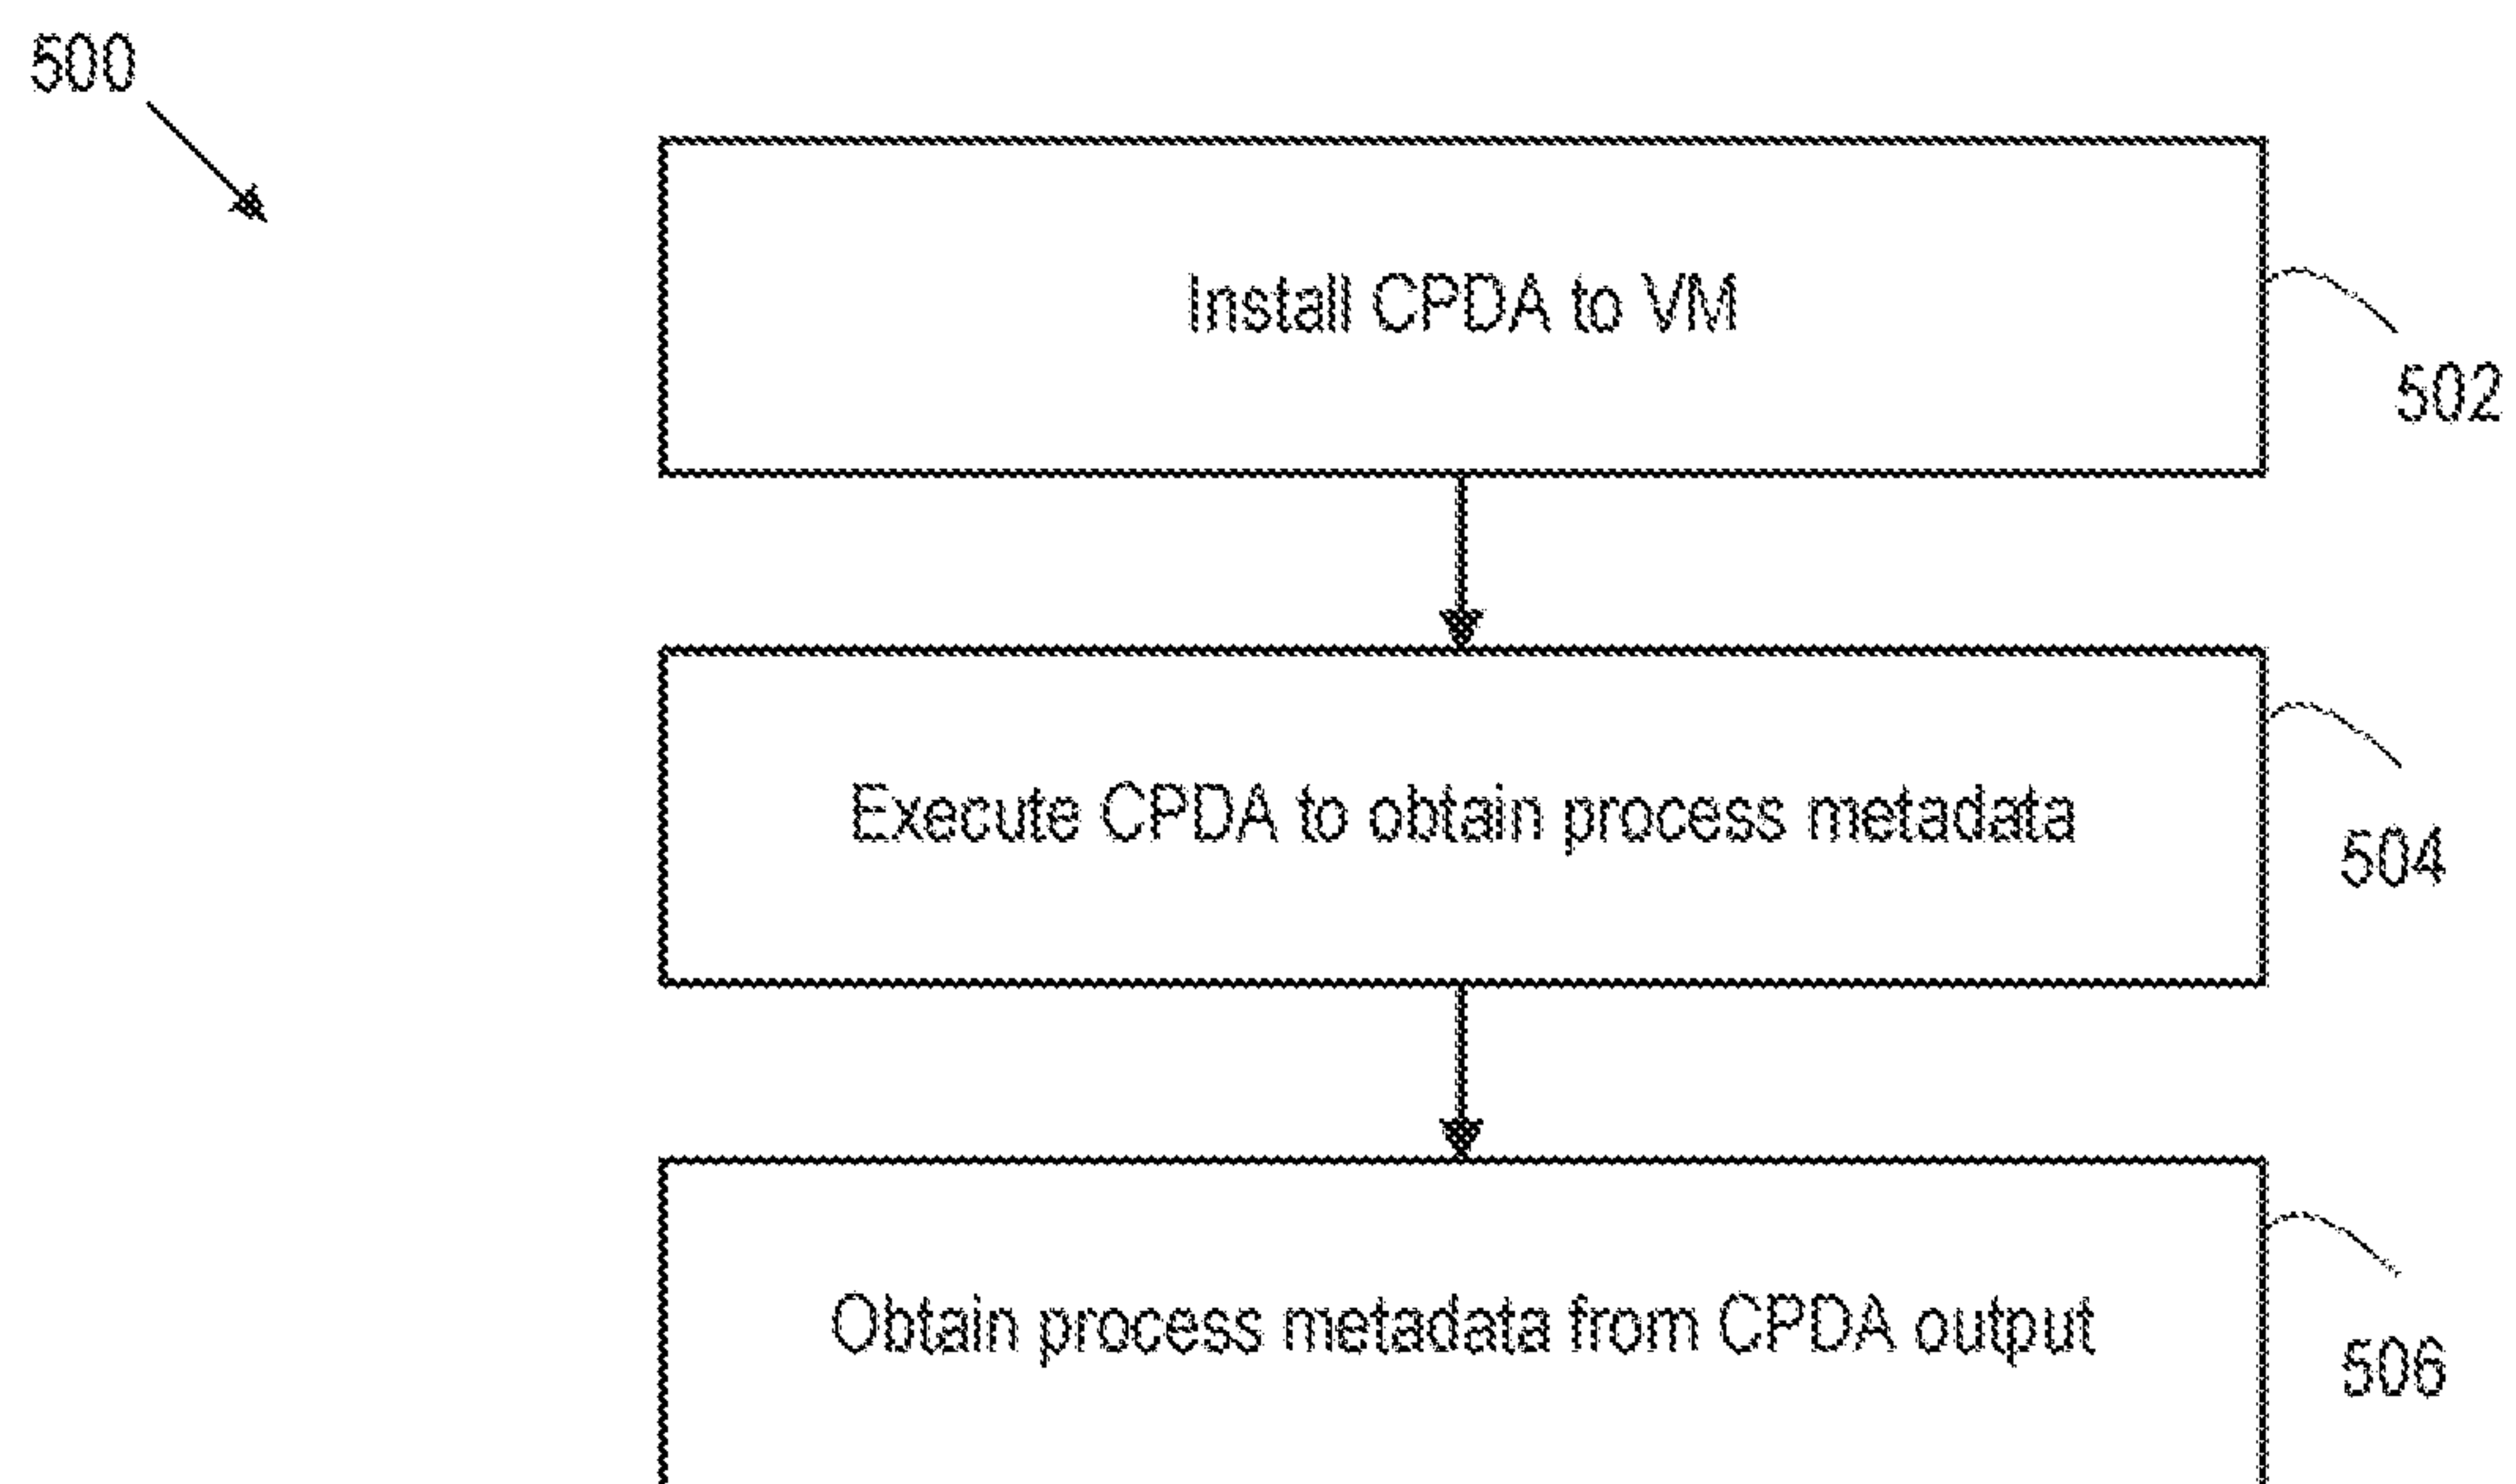 500
Install CPDA to VM
502
Execute CPDA to obtain process metadata
504
Obtain process metadata from CPDA output
506